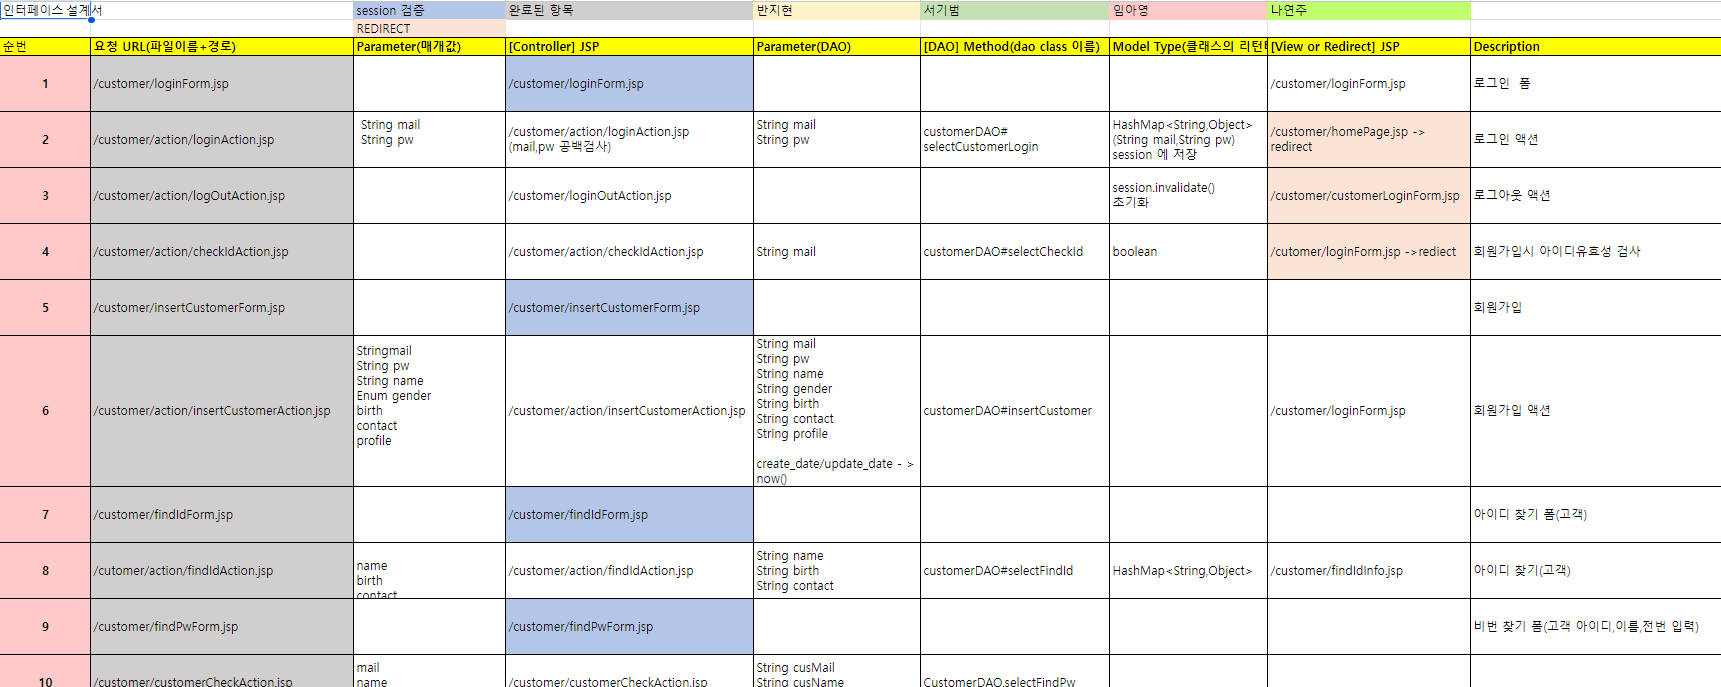 인터페이스 설계서 session 검증 완료된 항목 반지현 서기범 임아영 나연주
REDIRECT
순번 요청 URL(파일이름+경로) Parameter(매개값) [Controller] JSP Parameter(DAO) [DAO] Method(dao class 이름) Model Type(클래스의 리턴 [View or Redirect] JSP Description
1 /customer/loginForm.jsp /customer/loginForm.jsp /customer/loginForm.jsp 로그인 폼
2 /customer/action/loginAction.jsp
String mail
String pw
/customer/action/loginAction.jsp
(mail,pw 공백검사)
String mail
String pw
customerDAO#
selectCustomerLogin
HashMap<String,Object>
(String mail,String pw)
session 에 저장
/customer/homePage.jsp ->
redirect
로그인 액션
3 /customer/action/logOutAction.jsp /customer/loginOutAction.jsp
session.invalidate()
초기화
/customer/customerLoginForm.jsp 로그아웃 액션
4 /customer/action/checkIdAction.jsp /customer/action/checkIdAction.jsp String mail customerDAO#selectCheckId boolean /cutomer/loginForm.jsp ->rediect 회원가입시 아이디유효성 검사
5 /customer/insertCustomerForm.jsp /customer/insertCustomerForm.jsp 회원가입
6 /customer/action/insertCustomerAction.jsp
Stringmail
String pw
String name
Enum gender
birth
contact
profile
/customer/action/insertCustomerAction.jsp
String mail
String pw
String name
String gender
String birth
String contact
String profile
create_date/update_date - >
now()
customerDAO#insertCustomer /customer/loginForm.jsp 회원가입 액션
7 /customer/findIdForm.jsp /customer/findIdForm.jsp 아이디 찾기 폼(고객)
8 /cutomer/action/findIdAction.jsp
name
birth
contact
/customer/action/findIdAction.jsp
String name
String birth
String contact
customerDAO#selectFindId HashMap<String,Object> /customer/findIdInfo.jsp 아이디 찾기(고객)
9 /customer/findPwForm.jsp /customer/findPwForm.jsp 비번 찾기 폼(고객 아이디,이름,전번 입력)
10 /customer/customerCheckAction.jsp
mail
name
/customer/customerCheckAction.jsp
String cusMail
String cusName
CustomerDAO.selectFindPw